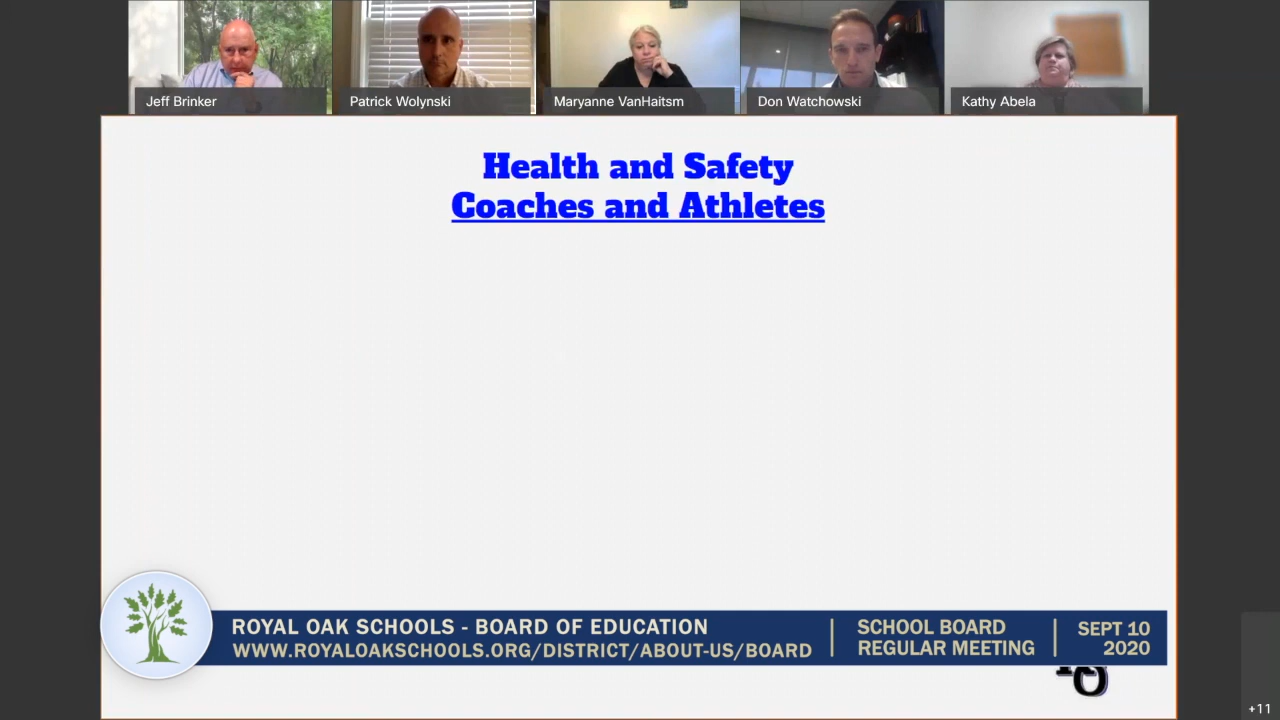 Jeff Brinker
Patrick Wolynski
Maryanne VanHaitsm
Don Watchowski
Kathy Abela
Health and Safety
Coaches and Athletes
ROYAL OAK SCHOOLS - BOARD OF EDUCATION
WWW.ROYALOAKSCHOOLS.ORG/DISTRICT/ABOUT-US/BOARD
SCHOOL BOARD
REGULAR MEETING
SEPT 10
2020
+11